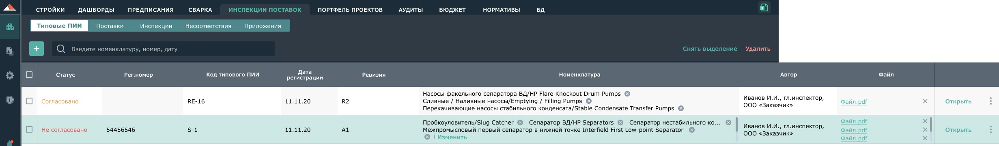 СТРОЙКИ ДАШБОРДЫ ПРЕДПИСАНИЯ СВАРКА ИНСПЕКЦИИ ПОСТАВОК ПОРТФЕЛЬ ПРОЕКТОВ АУДИТЫ БЮДЖЕТ НОРМАТИВЫ БД
Типовые ПИИ Поставки Инспекции Несоответствия Приложения
+ Введите номенклатуру, номер, дату Снять выделение Удалить
Статус Рег.номер Код типового ПИИ Дата регистрации Ревизия Номенклатура Автор Файл
Согласовано RE-16 11.11.20 R2
Насосы факельного сепаратора ВД/HP Flare Knockout Drum Pumps
Сливные / Наливные насосы/Emptying / Filling Pumps
Перекачивающие насосы стабильного конденсата/Stable Condensate Transfer Pumps
Иванов И.И., гл.инспектор,
ООО «Заказчик»
Файл.pdf
Открыть
Не согласовано 54456546 S-1 11.11.20 A1
Пробкоуловитель/Slug Catcher Сепаратор ВД/HP Separators Сепаратор нестабильного ко...
Межпромысловый первый сепаратор в нижней точке Interfield First Low-point Separator
Изменить
Иванов И.И., гл.инспектор,
ООО «Заказчик»
Файл.pdf
Файл.pdf
Файл.pdf
Открыть